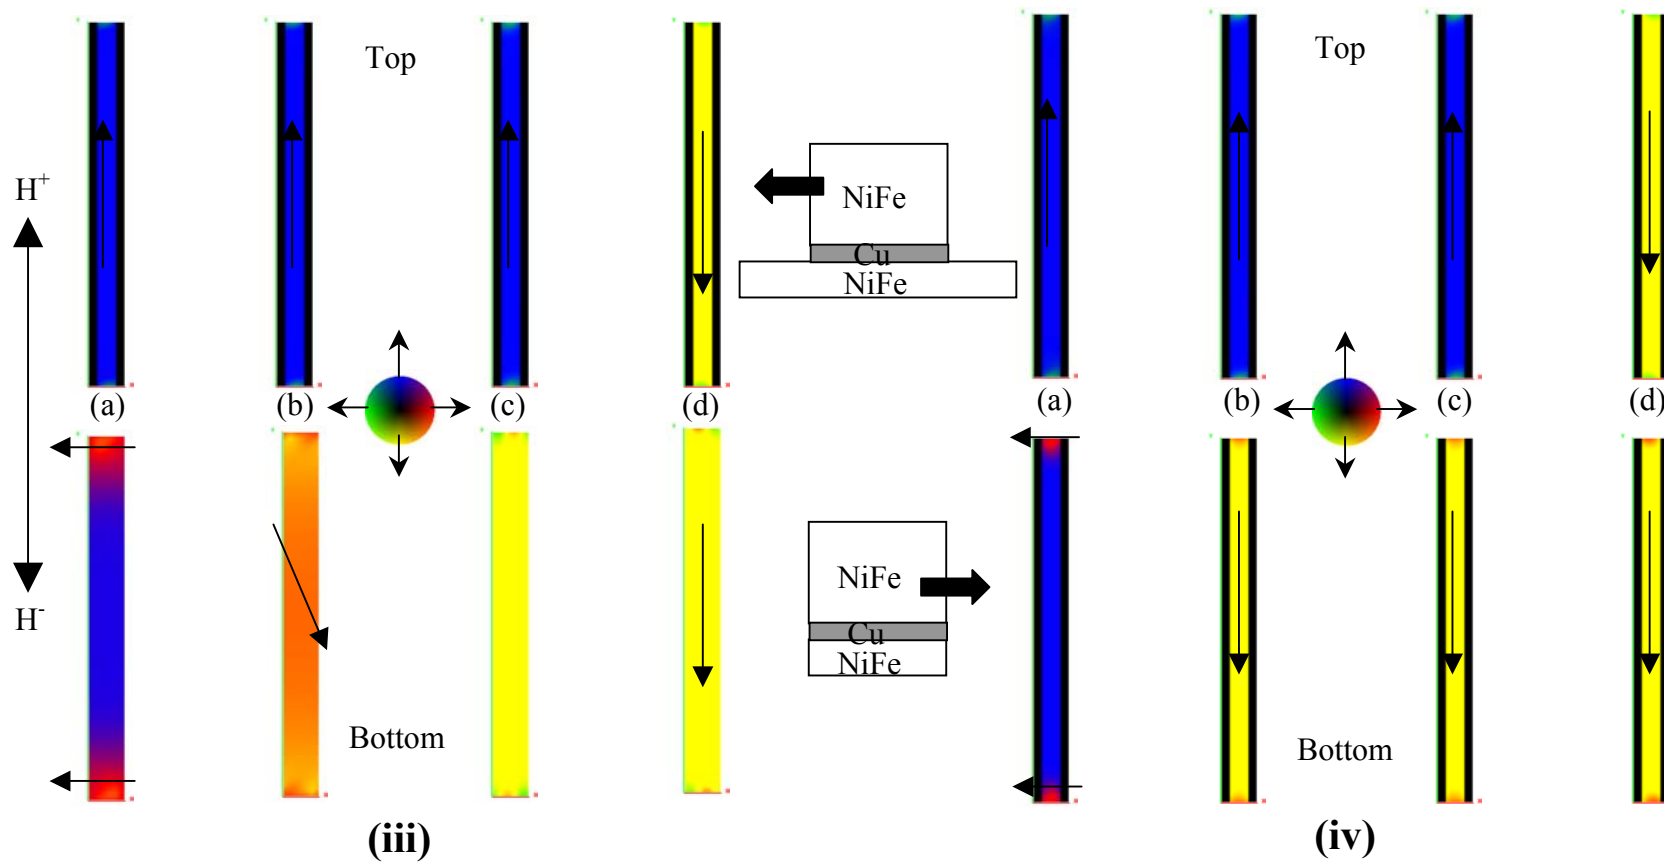 Top
Top
H⁺
NiFe
Cu
NiFe
(a)
(b)
(c)
(d)
(a)
(b)
(c)
(d)
H⁻
NiFe
Cu
NiFe
Bottom
Bottom
(iii)
(iv)